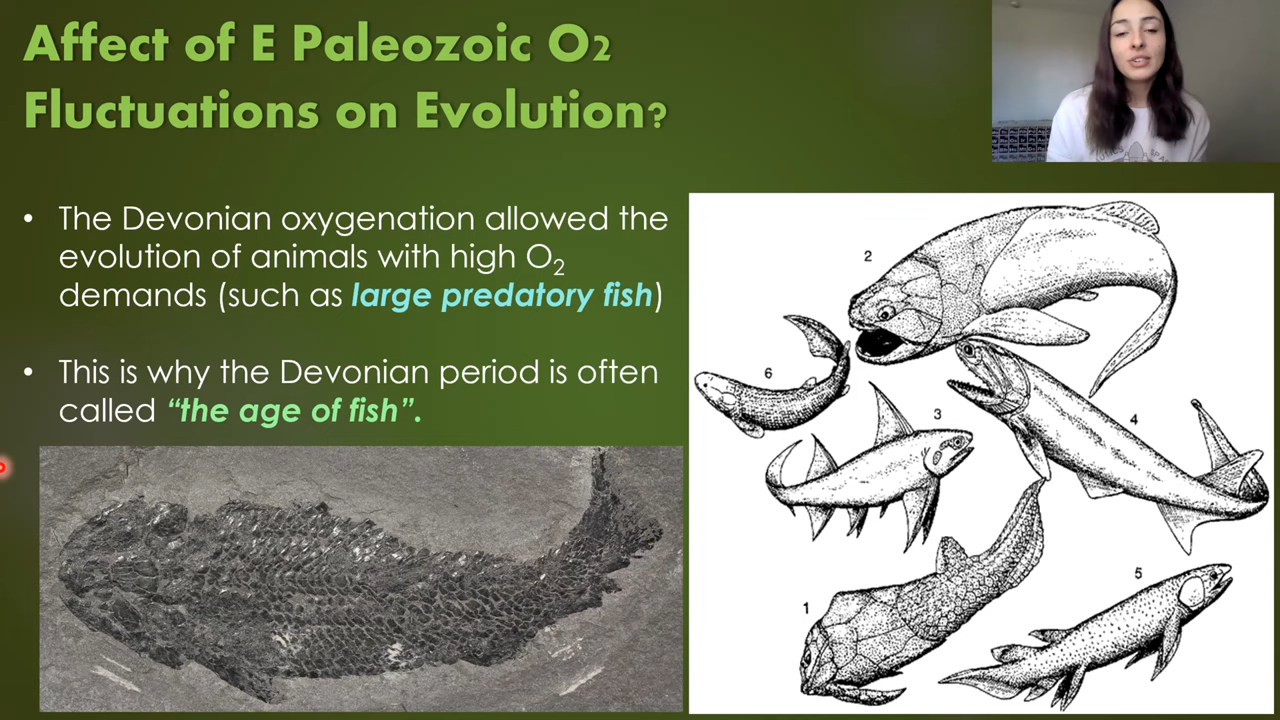 Affect of E Paleozoic O2
Fluctuations on Evolution?
• The Devonian oxygenation allowed the
evolution of animals with high O₂
demands (such as large predatory fish)
• This is why the Devonian period is often
called “the age of fish”.
2
6
3
4
1
5